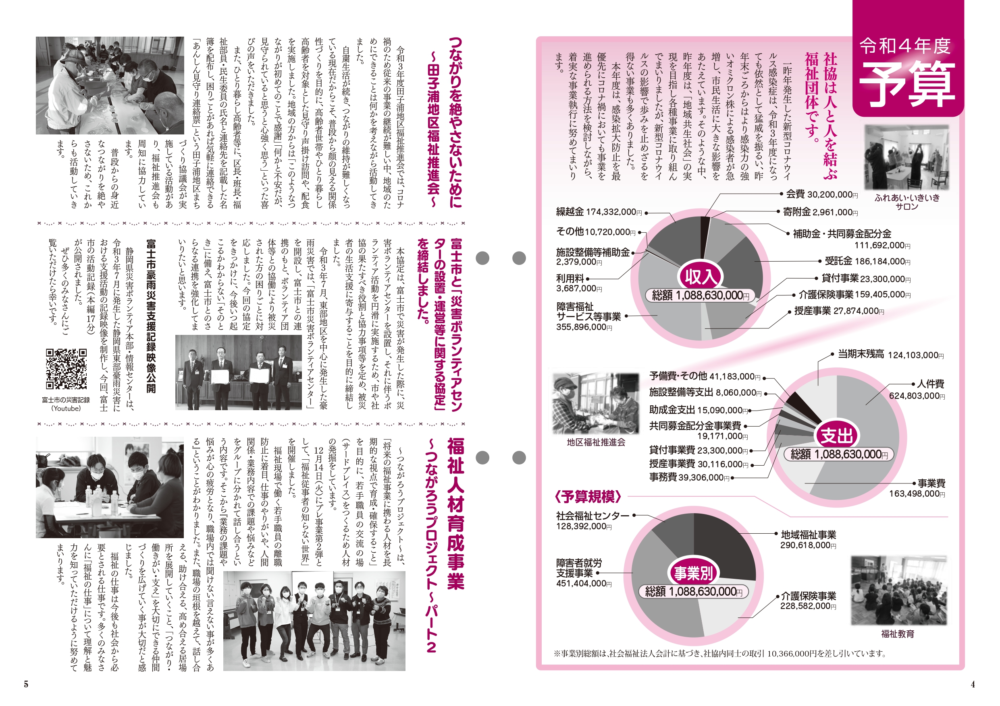 令和4年度
予算
社協は人と人を結ぶ
福祉団体です。
一昨年発生した新型コロナウイ
ルス感染症は、令和3年度になっ
ても依然として猛威を振るい、昨
年末ごろからはより感染力の強
いオミクロン株による感染者が急
増し、市民生活に大きな影響を
あたえています。そのような中、
昨年度は、「地域共生社会」の実
現を目指し各種事業に取り組ん
でまいりましたが、新型コロナウイ
ルスの影響で歩みを止めざるを
得ない事業も多くありました。
本年度は、感染拡大防止を最
優先にコロナ禍においても事業を
進められる方法を検討しながら、
着実な事業執行に努めてまいり
ます。
ふれあい・いきいき
サロン
会費 30,200,000円
寄附金 2,961,000円
補助金・共同募金配分金
111,692,000円
受託金 186,184,000円
貸付事業 23,300,000円
介護保険事業 159,405,000円
授産事業 27,874,000円
繰越金 174,332,000円
その他 10,720,000円
施設整備等補助金
2,379,000円
利用料
3,687,000円
障害福祉
サービス等事業
355,896,000円
収入
総額 1,088,630,000円
当期末残高 124,103,000円
人件費
624,803,000円
事業費
163,498,000円
予備費・その他 41,183,000円
施設整備等支出 8,060,000円
助成金支出 15,090,000円
共同募金配分金事業費
19,171,000円
貸付事業費 23,300,000円
授産事業費 30,116,000円
事務費 39,306,000円
支出
総額 1,088,630,000円
地区福祉推進会
〈予算規模〉
社会福祉センター
128,392,000円
障害者就労
支援事業
451,404,000円
地域福祉事業
290,618,000円
介護保険事業
228,582,000円
事業別
総額 1,088,630,000円
福祉教育
※事業別総額は、社会福祉法人会計に基づき、社協内同士の取引 10,366,000円を差し引いています。
4
つながりを絶やさないために
〜田子浦地区福祉推進会〜
令和3年度田子浦地区福祉推進会では、コロナ
禍のため従来の事業の継続が難しい中、地域のた
めにできることは何かを考えながら活動してき
ました。
自粛生活が続き、つながりの維持が難しくなっ
ている現在だからこそ、普段から顔の見える関係
性づくりを目的に、高齢者世帯やひとり暮らし
高齢者を対象とした見守り声掛け訪問や、配食
を実施しました。地域の方からは「このようなつ
ながりが初めてのことで感謝」「何かと不安だが、
見守られていると思うと心強く思う」といった喜
びの声をいただきました。
また、ひとり暮らし高齢者等に、区長・班長・福
祉部員・民生委員の氏名と連絡先を記載した名
簿を配布し、困りごとがあれば気軽に連絡できる
「あんしん見守り連絡票」という田子浦地区まち
づくり協議会が実
施している活動があ
り、福祉推進会も
周知に協力してい
ます。
普段からの身近
なつながりを絶や
さないため、これか
らも活動していき
ます。
富士市と「災害ボランティアセン
ターの設置・運営等に関する協定」
を締結しました。
本協定は、富士市で災害が発生した際に、災
害ボランティアセンターを設置し、それに伴うボ
ランティア活動を円滑に実施するため、市や社
協の果たすべき役割と協力事項等を定め、被災
者の生活支援に寄与することを目的に締結し
ました。
令和3年7月、東部地区を中心に発生した豪
雨災害では、「富士市災害ボランティアセンター」
を開設し、富士市との連
携のもと、ボランティア団
体等との協働により被災
された方の困りごとに対
応しました。今回の協定
をきっかけに、今後いつ起
こるかわからない「そのと
き」に備え、富士市とのさ
らなる連携を強化してま
いりたいと思います。
富士市豪雨災害支援記録映像公開
静岡県災害ボランティア本部・情報センターは、
令和3年7月に発生した静岡県東部豪雨災害に
おける支援活動の記録映像を制作し、今回、富士
市の活動記録（本編17分）
が公開されました。
ぜひ多くのみなさんにご
覧いただけたら幸いです。
富士市の災害記録
（Youtube）
福祉人材育成事業
〜つながろうプロジェクト〜パート2
〜つながろうプロジェクト〜は、
「将来の福祉事業に携わる人材を長
期的な視点で育成・確保すること」
を目的に、若手職員の交流の場
（サードプレイス）をつくるため人材
の発掘をしています。
12月14日（火）にプレ事業第2弾と
して、「福祉従事者の知らない世界」
を開催しました。
福祉現場で働く若手職員の離職
防止に着目、仕事のやりがいや、人間
関係・業務内容での課題や悩みなど
をグループに分かれて話し合うとい
う内容です。そこから『業務の課題や
悩みが心の疲労となり、職場内では聞けない言えない事が多くあ
る』ということがわかりました。また、職場の垣根を越えて、話し合
える、助け合える、高め合える居場
所を展開していくこと、「つながり・
働きがい・支え」を大切にできる仲間
づくりを広げていく事が大切だと感
じました。
福祉の仕事は今後も社会から必
要とされる仕事です。多くのみなさ
んに「福祉の仕事」について理解と魅
力を知っていただけるように努めて
まいります。
5